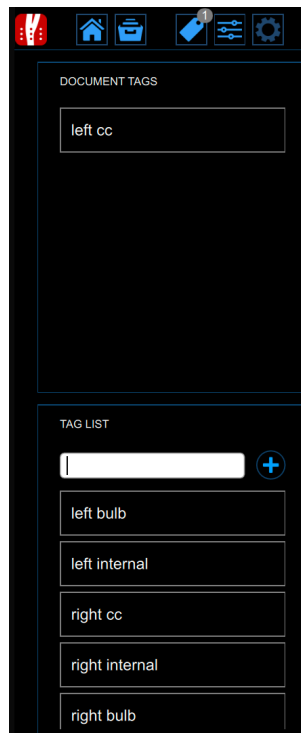 1
DOCUMENT TAGS
left cc
TAG LIST
left bulb
left internal
right cc
right internal
right bulb